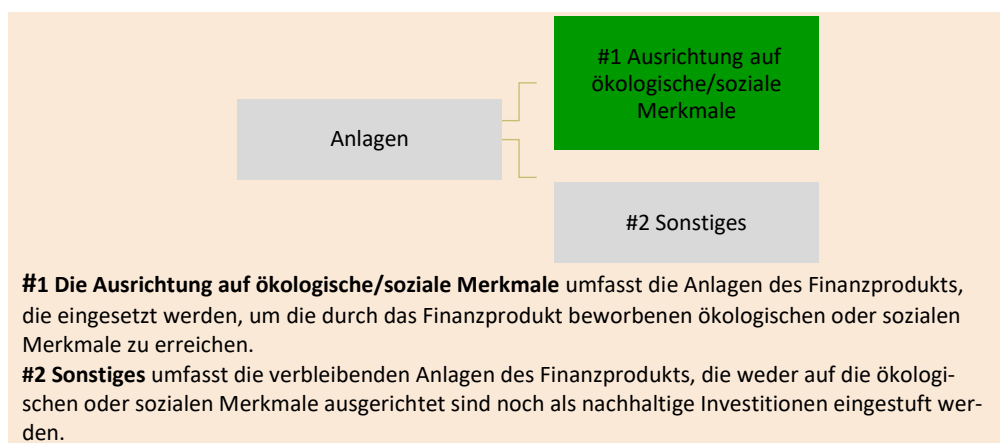 #1 Ausrichtung auf
ökologische/soziale
Merkmale
Anlagen
#2 Sonstiges
#1 Die Ausrichtung auf ökologische/soziale Merkmale umfasst die Anlagen des Finanzprodukts,
die eingesetzt werden, um die durch das Finanzprodukt beworbenen ökologischen oder sozialen
Merkmale zu erreichen.
#2 Sonstiges umfasst die verbleibenden Anlagen des Finanzprodukts, die weder auf die ökologi-
schen oder sozialen Merkmale ausgerichtet sind noch als nachhaltige Investitionen eingestuft wer-
den.